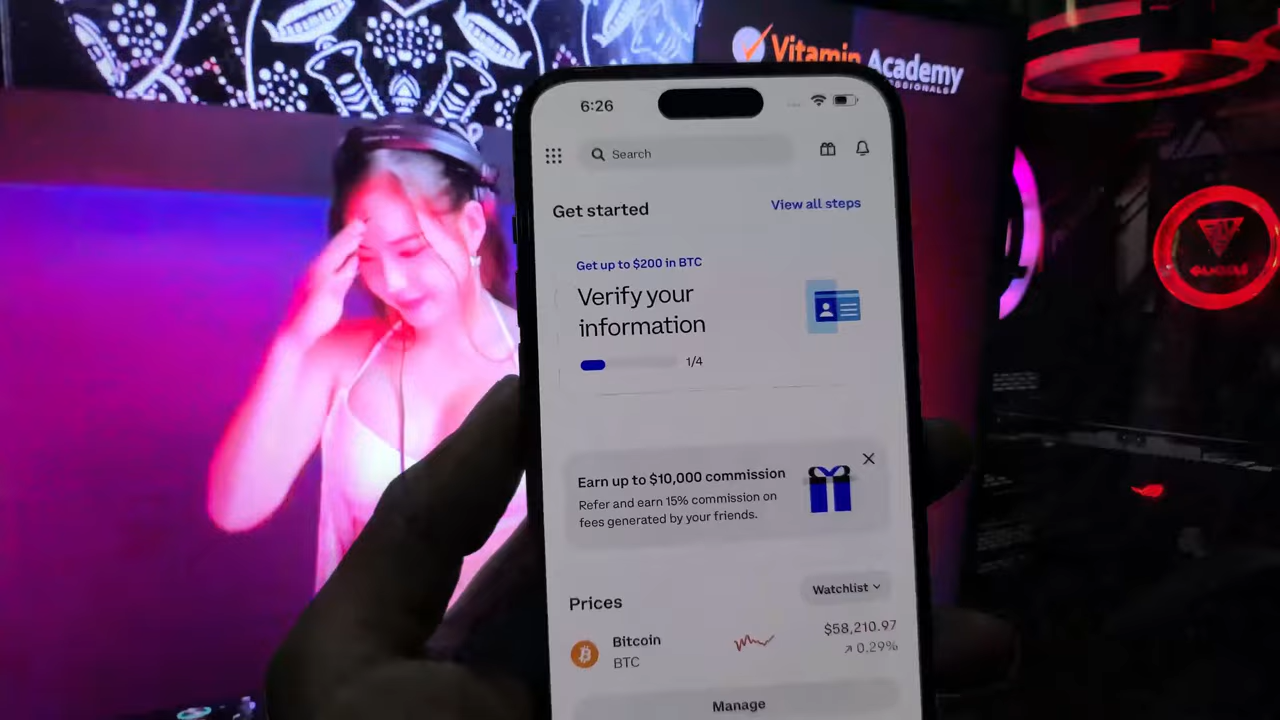 Vitamin Academy
6:26
Search
Get started
View all steps
Get up to $200 in BTC
Verify your
information
1/4
Earn up to $10,000 commission
Refer and earn 15% commission on
fees generated by your friends.
Prices
Watchlist
Bitcoin
$58,210.97
BTC
↗ 0.29%
Manage